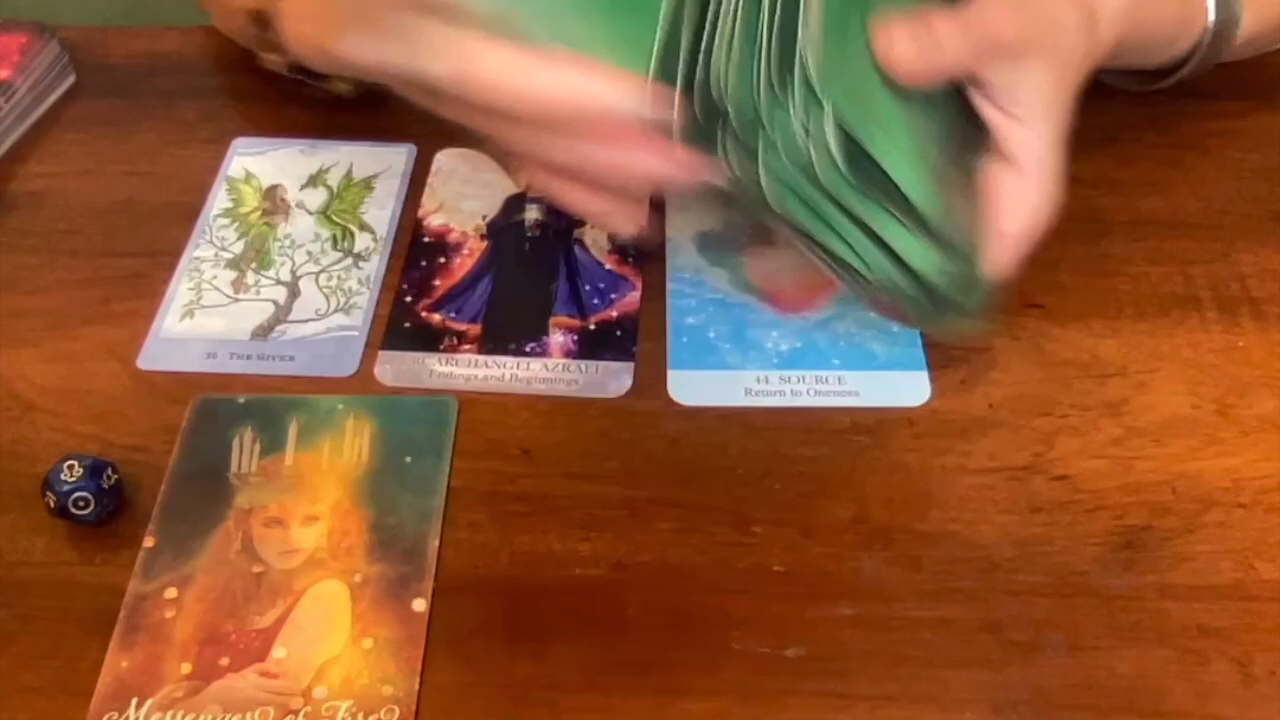 THE GIVER
ARCHANGEL AZRAEL
Endings and Beginnings
44. SOURCE
Return to Oneness
Messenger of Fire